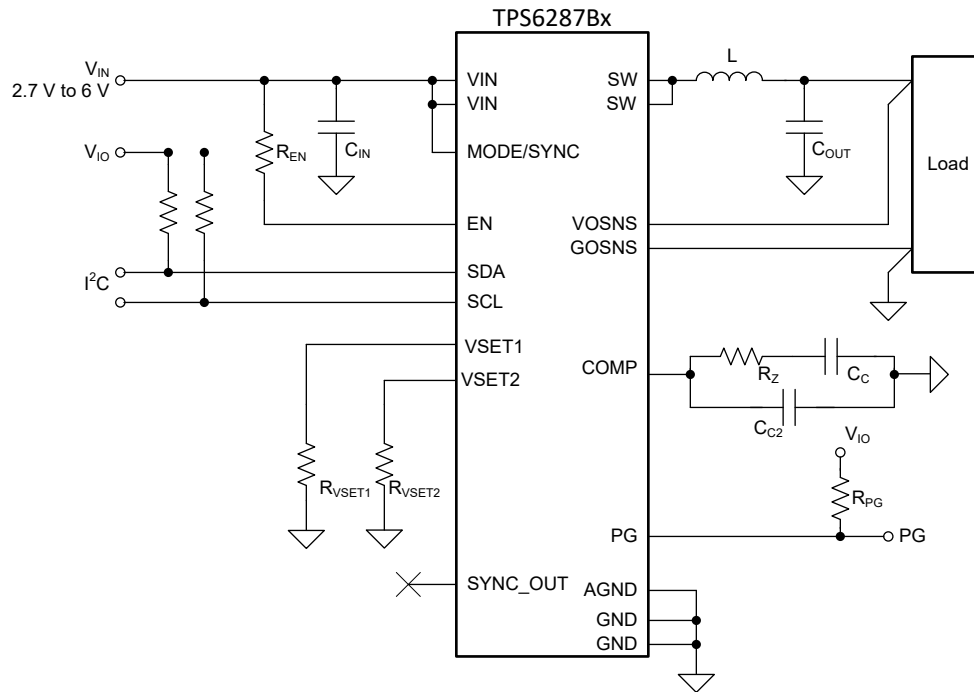 TPS6287Bx
VIN
2.7 V to 6 V
VIO
I2C
REN
CIN
RVSET1
RVSET2
VIN
VIN
MODE/SYNC
EN
SDA
SCL
VSET1
VSET2
SYNC_OUT
SW
SW
VOSNS
GOSNS
COMP
PG
AGND
GND
GND
L
COUT
Load
RZ
CC
CC2
VIO
RPG
PG